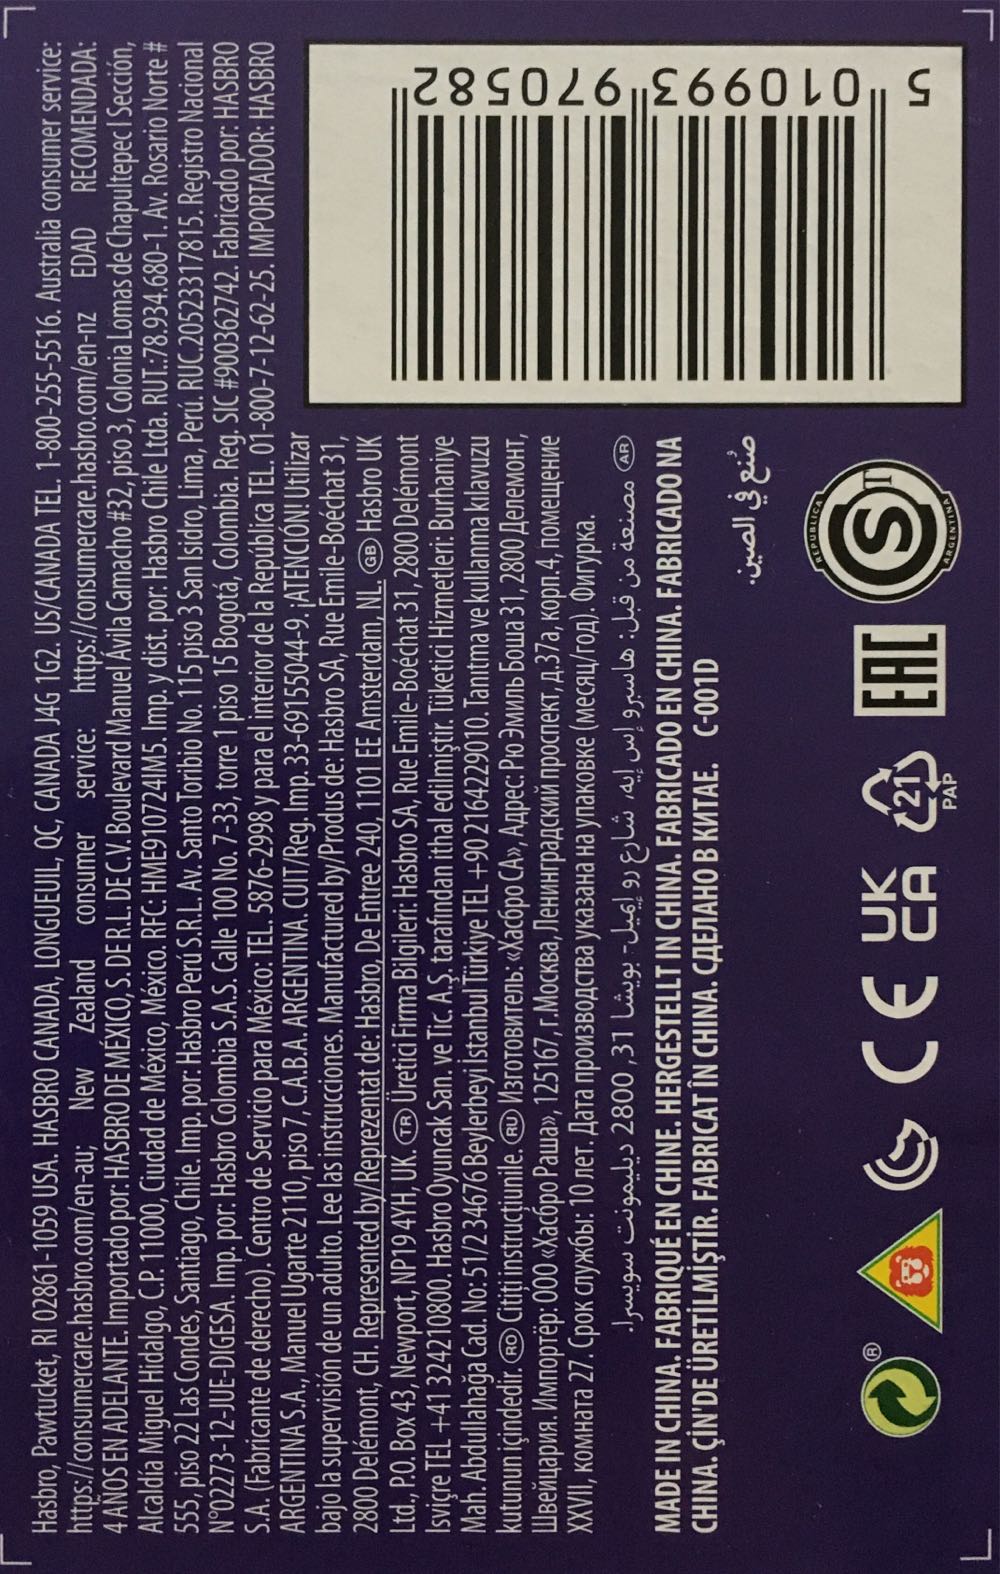 Hasbro, Pawtucket, RI 02861-1059 USA. HASBRO CANADA, LONGUEUIL, QC, CANADA J4G 1G2. US/CANADA TEL. 1-800-255-5516. Australia consumer service:
https://consumercare.hasbro.com/en-au; New Zealand consumer service: https://consumercare.hasbro.com/en-nz EDAD RECOMENDADA:
4 AÑOS EN ADELANTE. Importado por: HASBRO DE MÉXICO, S. DE R.L. DE C.V. Boulevard Manuel Ávila Camacho #32, piso 3, Colonia Lomas de Chapultepec I Sección,
Alcaldía Miguel Hidalgo, C.P. 11000, Ciudad de México, México. RFC: HME910724IM5. Imp. y dist. por: Hasbro Chile Ltda. RUT.:78.934.680-1. Av. Rosario Norte #
555, piso 22 Las Condes, Santiago, Chile. Imp. por: Hasbro Perú S.R.L. Av. Santo Toribio No. 115 piso 3 San Isidro, Lima, Perú. RUC.20523317815. Registro Nacional
N°02273-12-JUE-DIGESA. Imp. por: Hasbro Colombia S.A.S. Calle 100 No. 7-33, torre 1 piso 15 Bogotá, Colombia. Reg. SIC #900362742. Fabricado por: HASBRO
S.A. (Fabricante de derecho). Centro de Servicio para México: TEL. 5876-2998 y para el interior de la República TEL. 01-800-7-12-62-25. IMPORTADOR: HASBRO
ARGENTINA S.A., Manuel Ugarte 2110, piso 7, C.A.B.A. ARGENTINA. CUIT/Reg. Imp. 33-69155044-9. ¡ATENCIÓN! Utilizar
bajo la supervisión de un adulto. Lee las instrucciones. Manufactured by/Produs de: Hasbro SA, Rue Emile-Boéchat 31,
2800 Delémont, CH. Represented by/Reprezentat de: Hasbro, De Entree 240, 1101 EE Amsterdam, NL. GB Hasbro UK
Ltd., P.O. Box 43, Newport, NP19 4YH, UK. TR Üretici Firma Bilgileri: Hasbro SA, Rue Emile-Boéchat 31, 2800 Delémont
İsviçre TEL +41 324210800. Hasbro Oyuncak San ve Tic. A.Ş. tarafından ithal edilmiştir. Tüketici Hizmetleri: Burhaniye
Mah. Abdullahağa Cad. No: 51/2 34676 Beylerbeyi İstanbul Türkiye TEL +90 2164229010. Tanıtma ve kullanma kılavuzu
kutunun içindedir. RO Citiți instrucțiunile. RU Изготовитель: «Хасбро СА», Адрес: Рю Эмиль Боша 31, 2800 Делемонт,
Швейцария. Импортёр: ООО «Хасбро Раша», 125167, г. Москва, Ленинградский проспект, д.37а, корп.4, помещение
XXVII, комната 27. Срок службы: 10 лет. Дата производства указана на упаковке (месяц/год). Фигурка.
AR مصنعة من قبل: هاسبرو إس إيه، شارع رو إميل- بويشا 31, 2800 ديليمونت سويسرا.
MADE IN CHINA. FABRIQUÉ EN CHINE. HERGESTELLT IN CHINA. FABRICADO EN CHINA. FABRICADO NA
CHINA. ÇİN'DE ÜRETİLMİŞTİR. FABRICAT ÎN CHINA. СДЕЛАНО В КИТАЕ. C-001D
صُنع في الصين.
5 010993 970582
®
CE
UK
CA
21
PAP
EAC
REPUBLICA
S
ARGENTINA